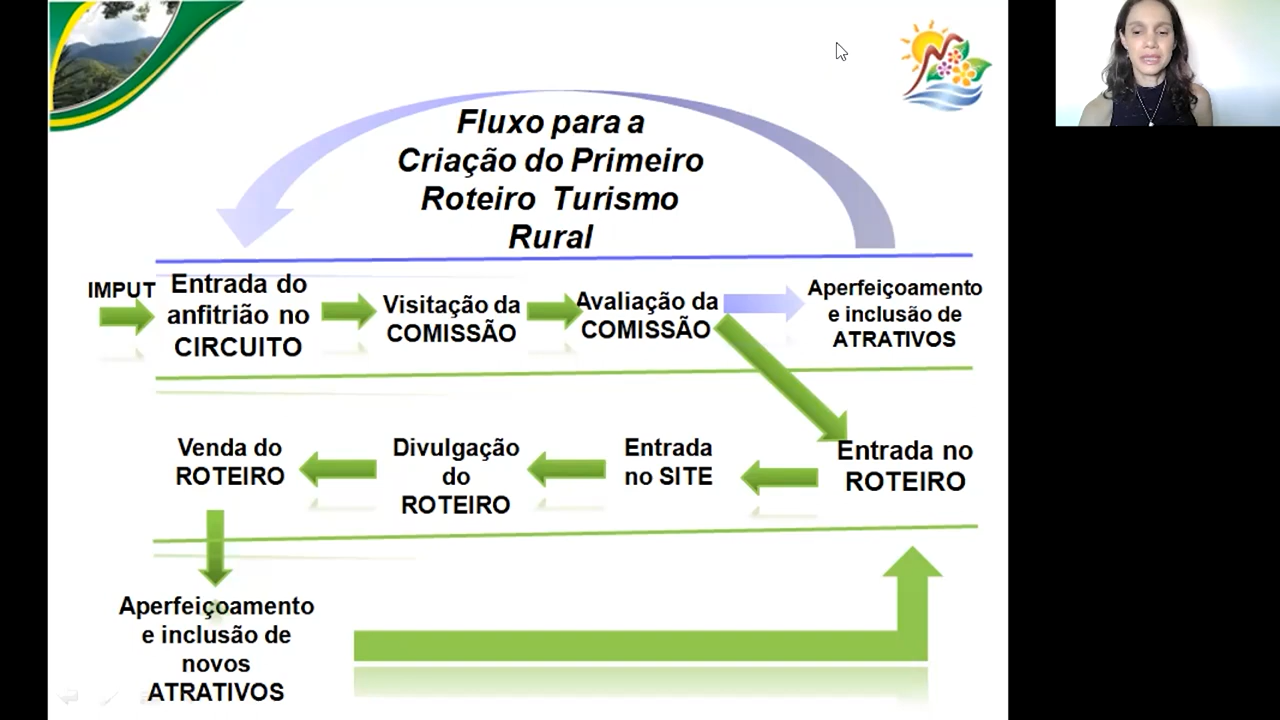 Fluxo para a
Criação do Primeiro
Roteiro Turismo
Rural
IMPUT
Entrada do
anfitrião no
CIRCUITO
Visitação da
COMISSÃO
Avaliação da
COMISSÃO
Aperfeiçoamento
e inclusão de
ATRATIVOS
Entrada no
ROTEIRO
Entrada
no SITE
Divulgação
do
ROTEIRO
Venda do
ROTEIRO
Aperfeiçoamento
e inclusão de
novos
ATRATIVOS